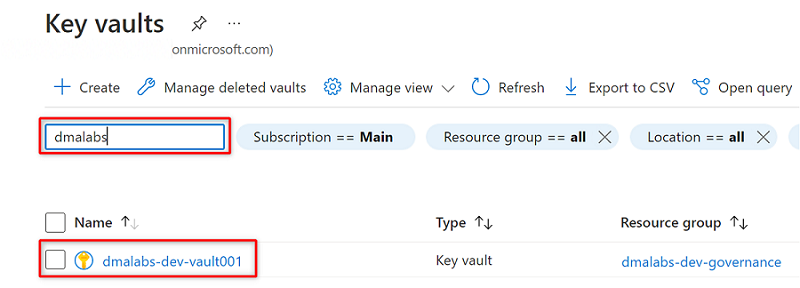 Key vaults ...
onmicrosoft.com)
+ Create Manage deleted vaults Manage view Refresh Export to CSV Open query
dmalabs Subscription == Main Resource group == all Location == all
Name Type Resource group
dmalabs-dev-vault001 Key vault dmalabs-dev-governance